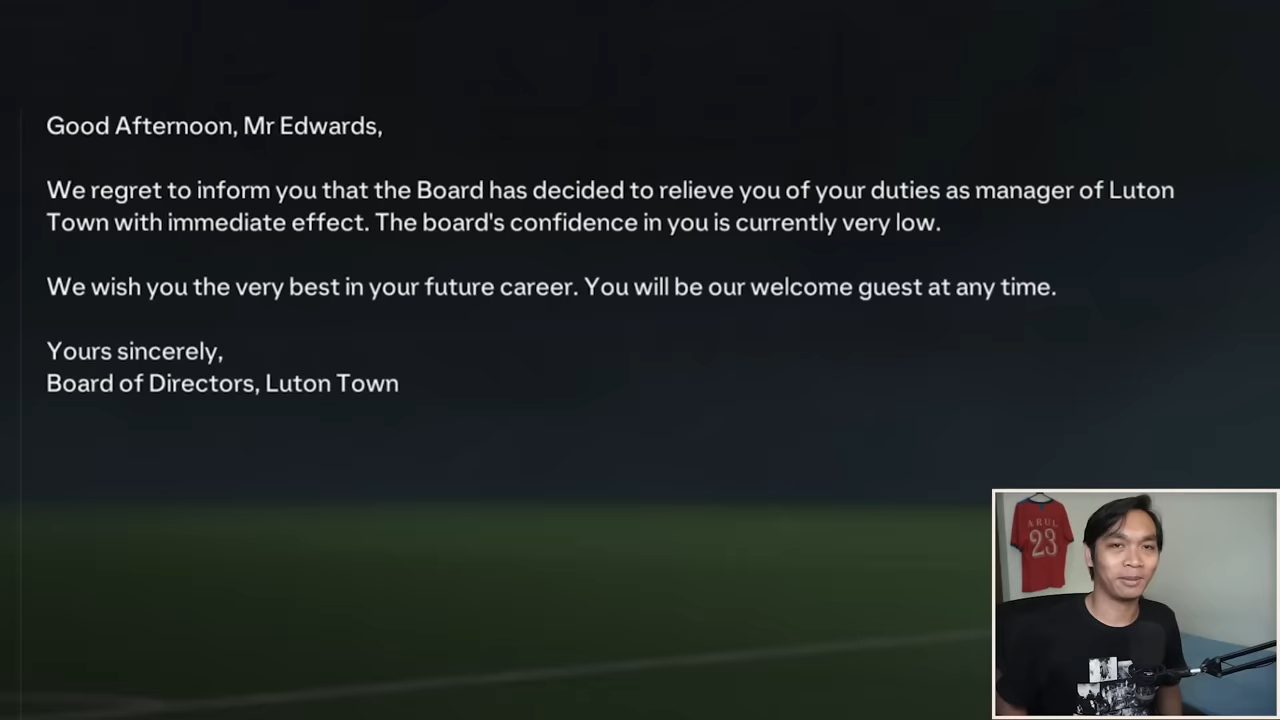 Good Afternoon, Mr Edwards,
We regret to inform you that the Board has decided to relieve you of your duties as manager of Luton
Town with immediate effect. The board's confidence in you is currently very low.
We wish you the very best in your future career. You will be our welcome guest at any time.
Yours sincerely,
Board of Directors, Luton Town
ARUL
23